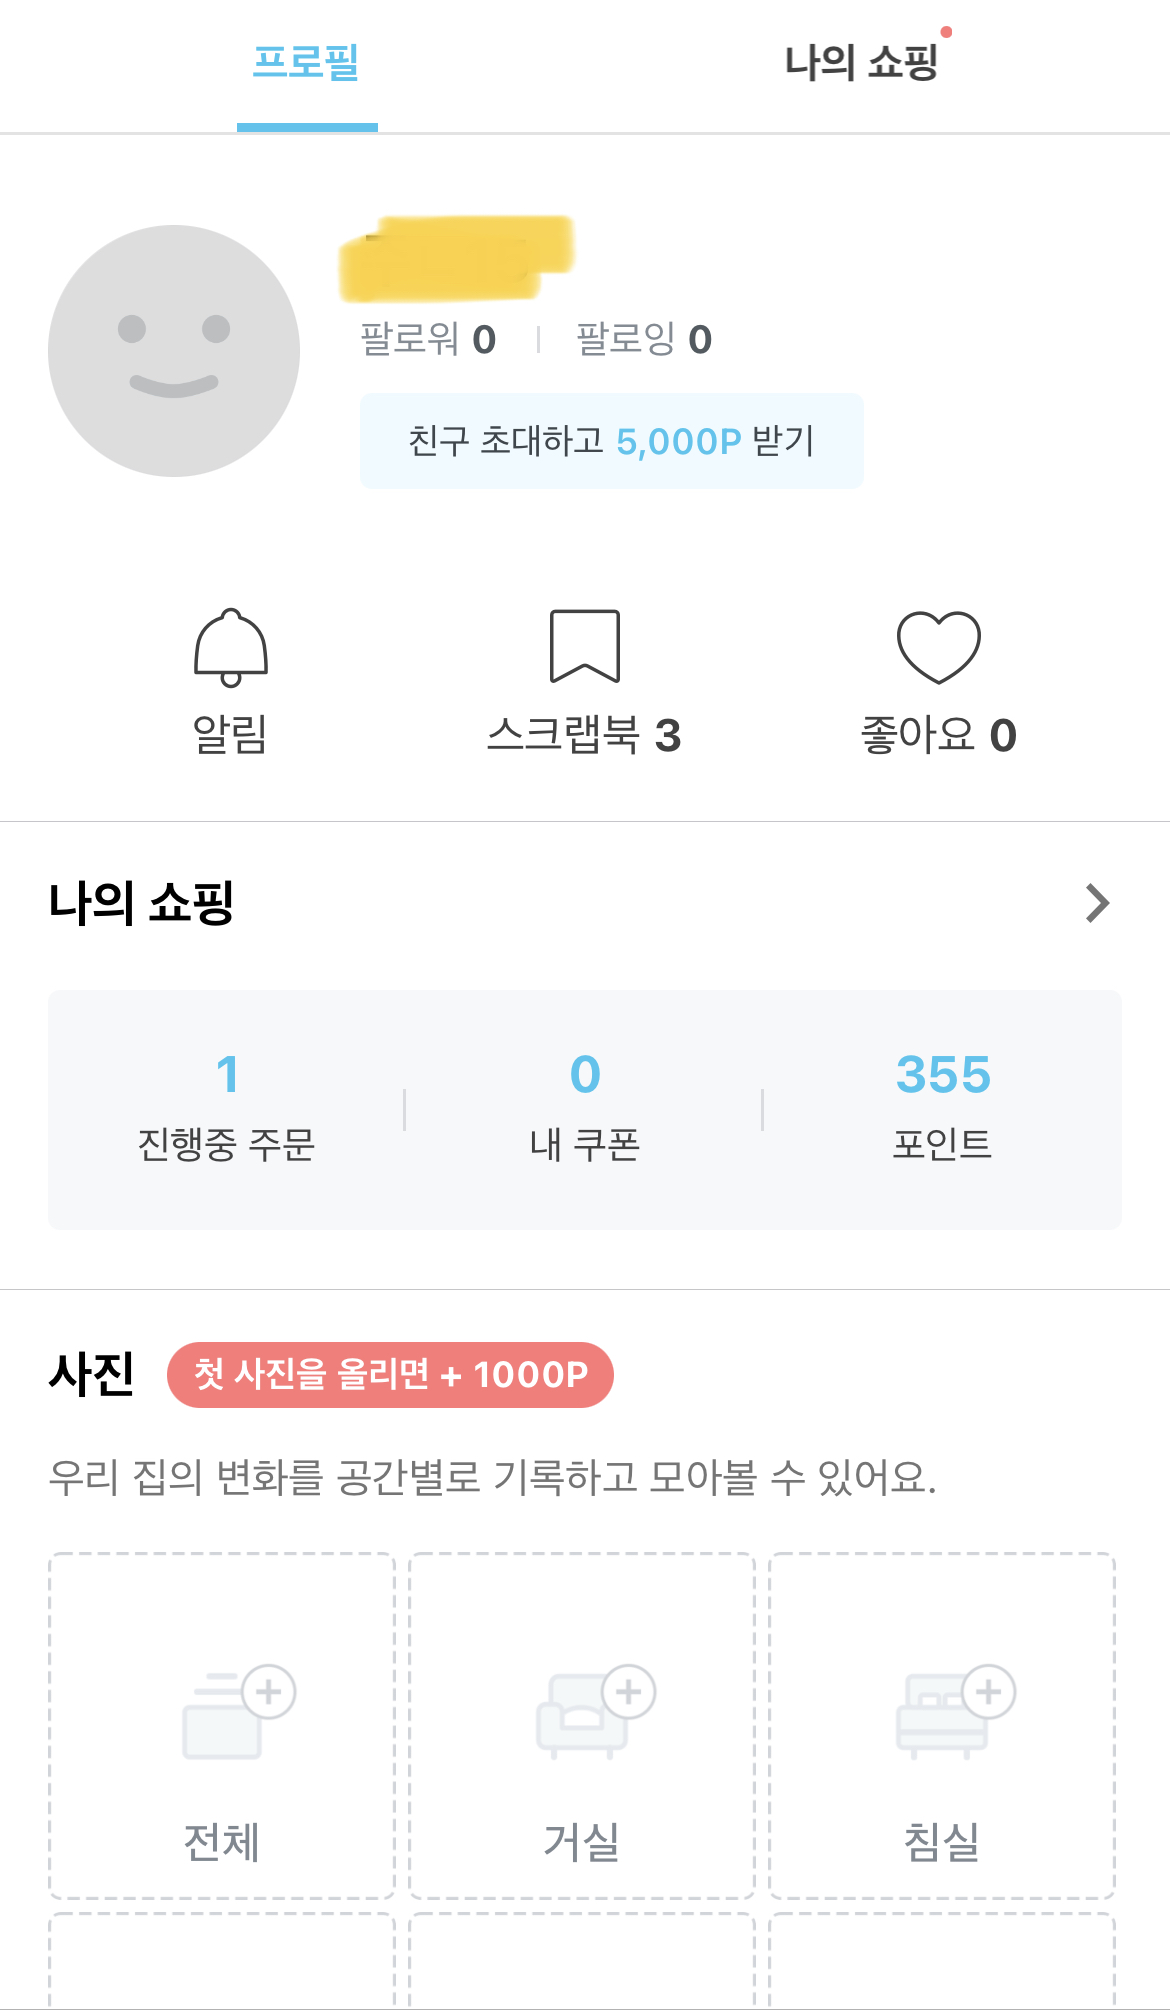 프로필 나의 쇼핑
팔로워 0 팔로잉 0
친구 초대하고 5,000P 받기
알림 스크랩북 3 좋아요 0
나의 쇼핑
1 0 355
진행중 주문 내 쿠폰 포인트
사진 첫 사진을 올리면 + 1000P
우리 집의 변화를 공간별로 기록하고 모아볼 수 있어요.
전체 거실 침실